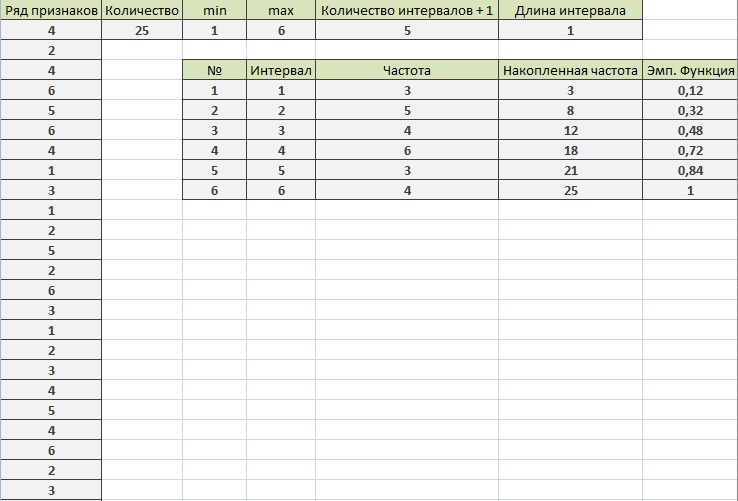 Ряд признаков Количество min max Количество интервалов + 1 Длина интервала
4 25 1 6 5 1
2
4 № Интервал Частота Накопленная частота Эмп. Функция
6 1 1 3 3 0,12
5 2 2 5 8 0,32
6 3 3 4 12 0,48
4 4 4 6 18 0,72
1 5 5 3 21 0,84
3 6 6 4 25 1
1
2
5
2
6
3
1
2
3
4
5
4
6
2
3